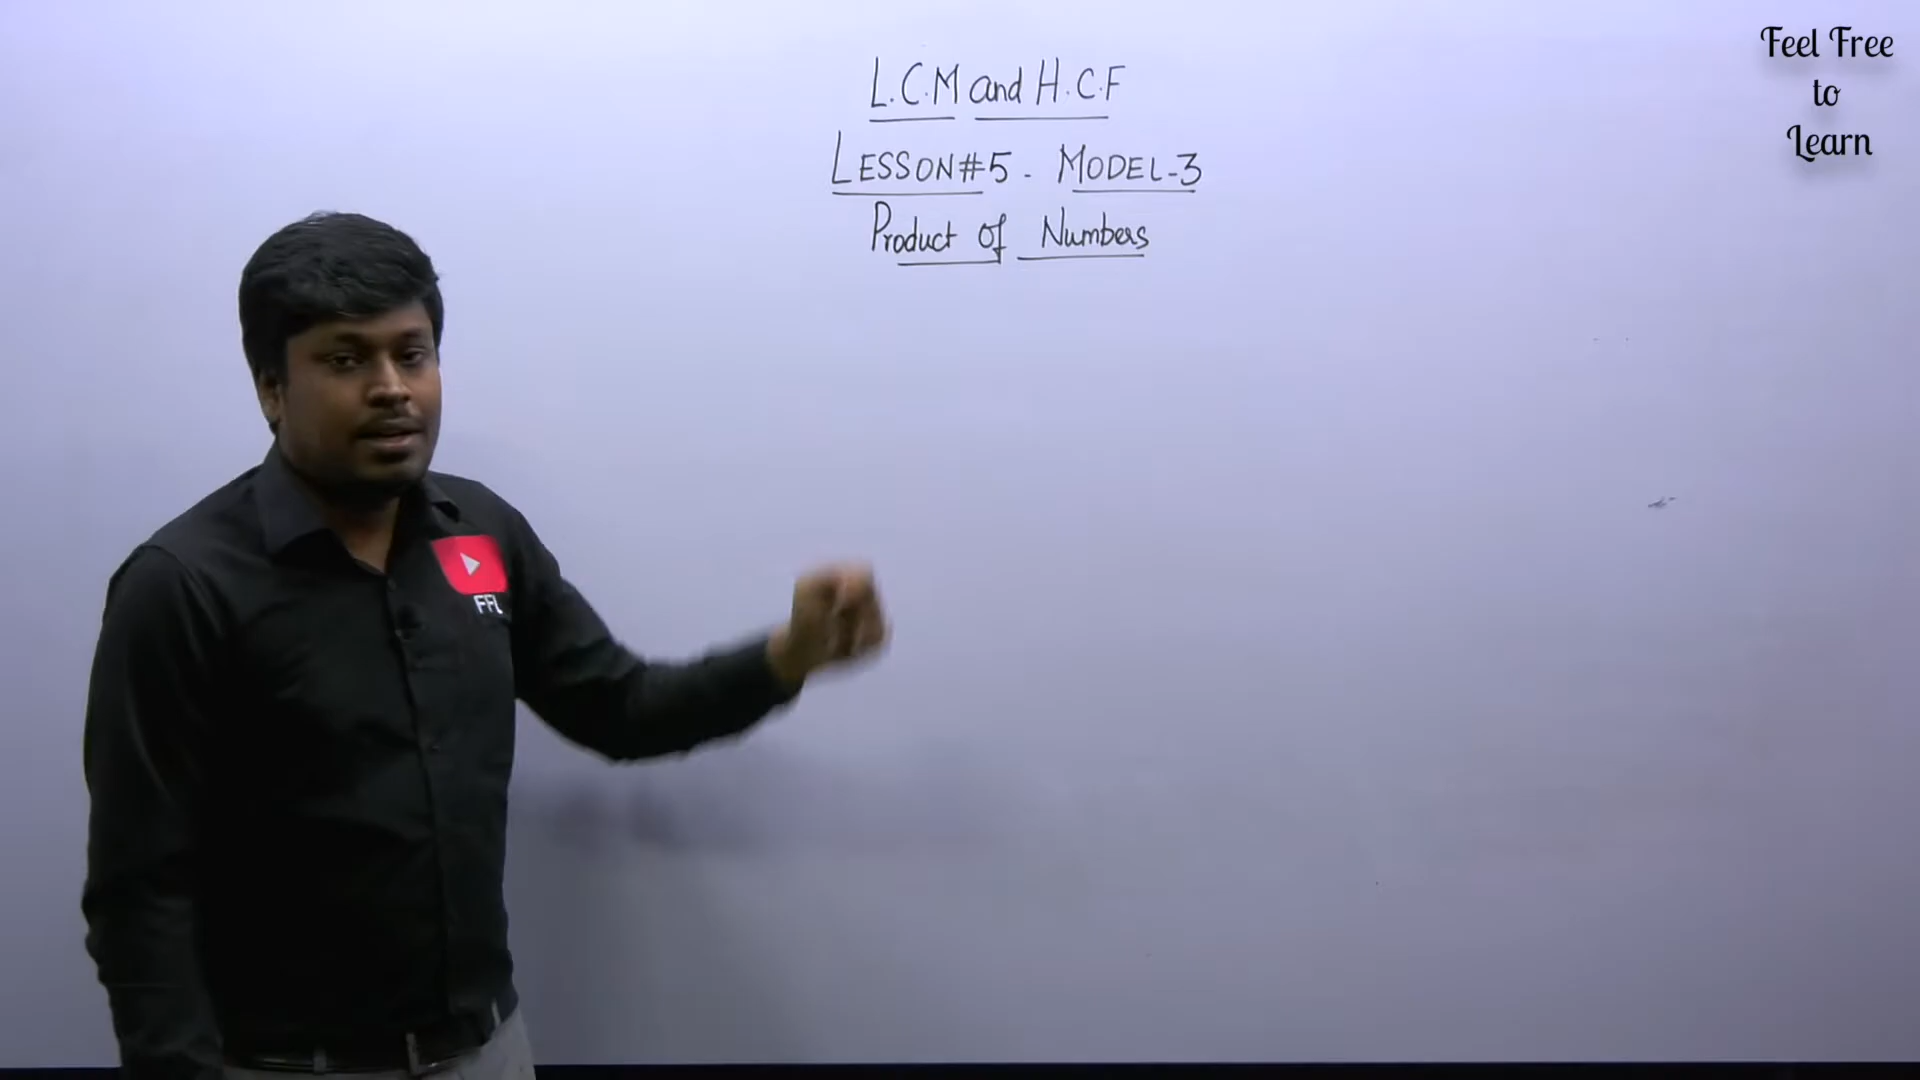 L.C.M and H.C.F
LESSON#5 - MODEL-3
Product of Numbers
Feel Free
to
Learn
FFL